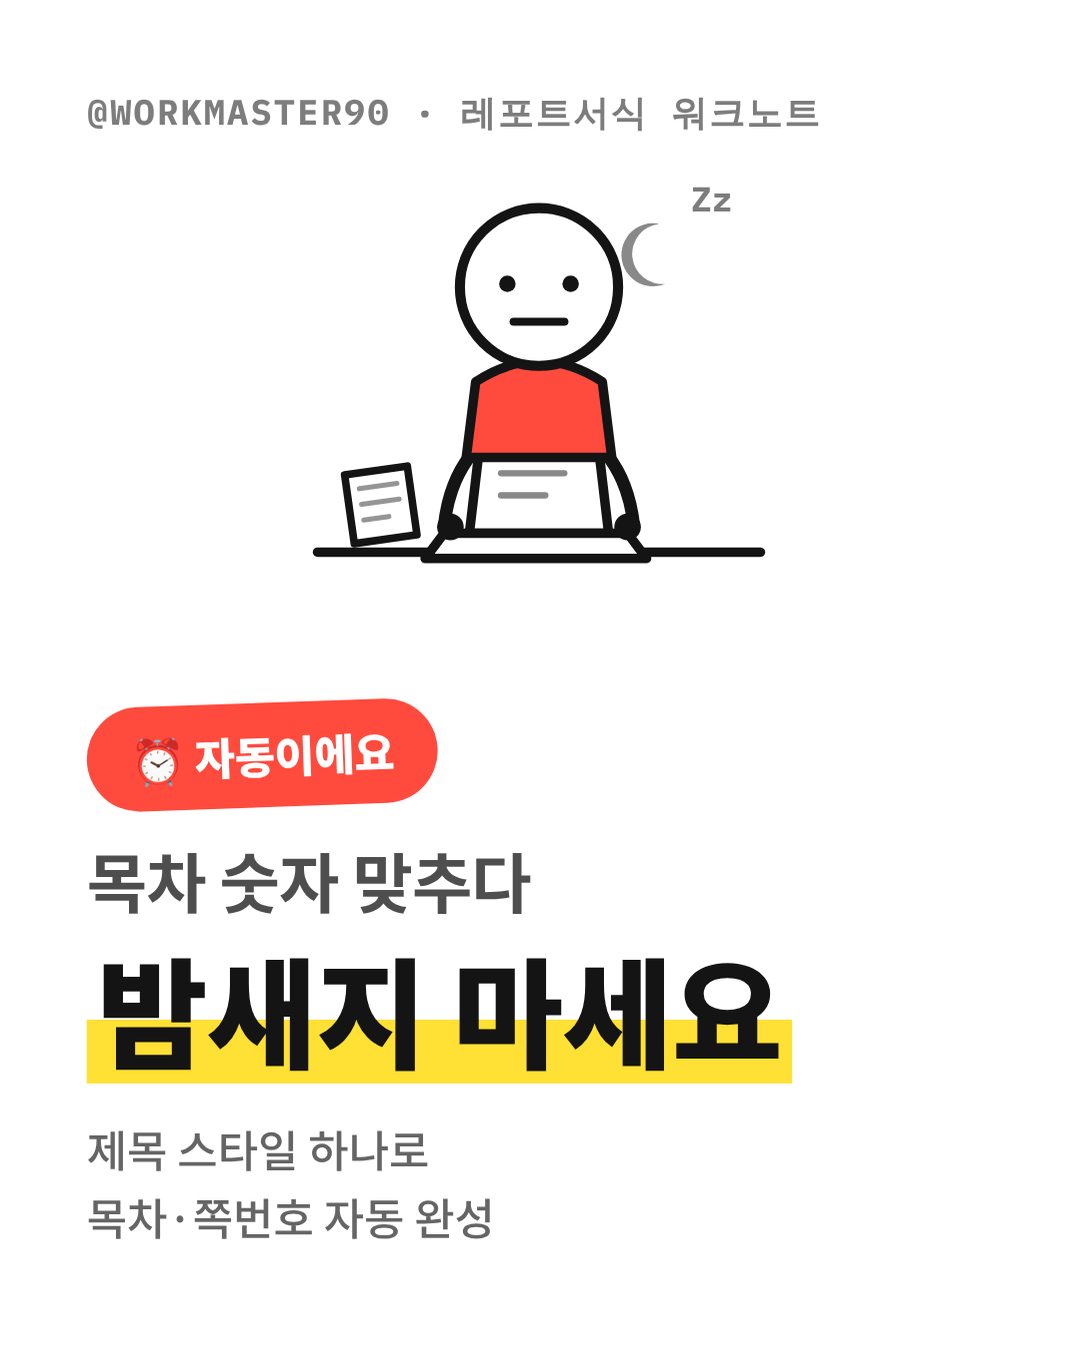 @WORKMASTER90 · 레포트서식 워크노트
Zz
⏰ 자동이에요
목차 숫자 맞추다
밤새지 마세요
제목 스타일 하나로
목차·쪽번호 자동 완성